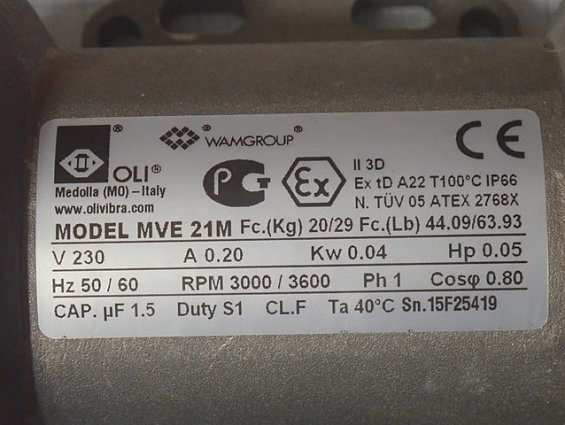 OLI®
Medolla (MO) – Italy
www.olivibra.com
® WAMGROUP®
CE
PG Ex
II 3D
Ex tD A22 T100°C IP66
N. TÜV 05 ATEX 2768X
MODEL MVE 21M Fc.(Kg) 20/29 Fc.(Lb) 44.09/63.93
V 230 A 0.20 Kw 0.04 Hp 0.05
Hz 50 / 60 RPM 3000 / 3600 Ph 1 Cosφ 0.80
CAP. µF 1.5 Duty S1 CL.F Ta 40°C Sn.15F25419